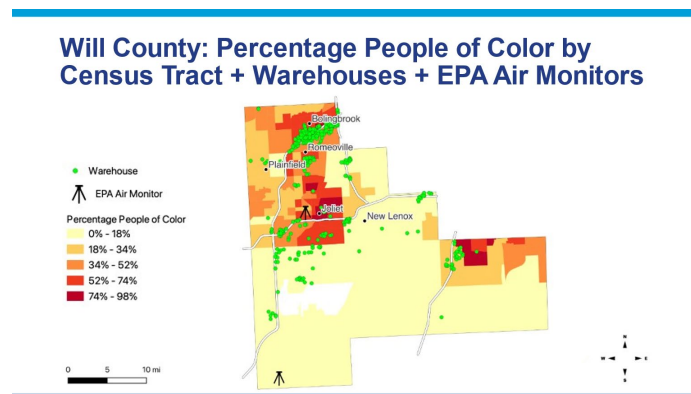 Will County: Percentage People of Color by
Census Tract + Warehouses + EPA Air Monitors
Bolingbrook
Romeoville
Plainfield
Joliet
New Lenox
Warehouse
EPA Air Monitor
Percentage People of Color
0% - 18%
18% - 34%
34% - 52%
52% - 74%
74% - 98%
0 5 10 mi
N
W E
S